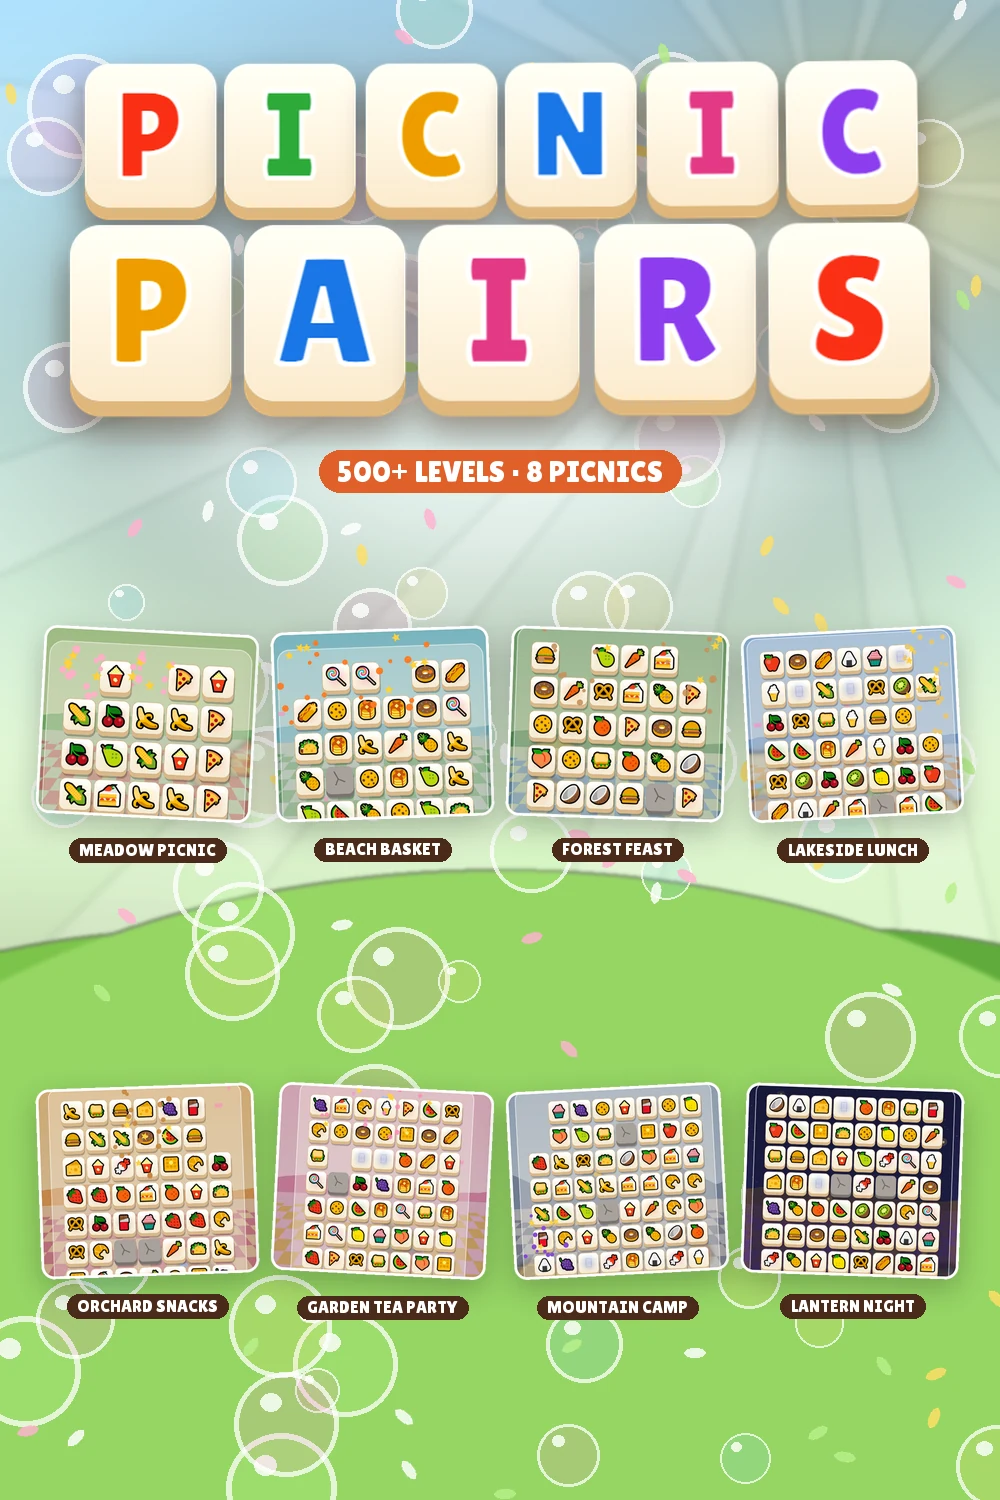 PICNIC
PAIRS
500+ LEVELS · 8 PICNICS
MEADOW PICNIC
BEACH BASKET
FOREST FEAST
LAKESIDE LUNCH
ORCHARD SNACKS
GARDEN TEA PARTY
MOUNTAIN CAMP
LANTERN NIGHT